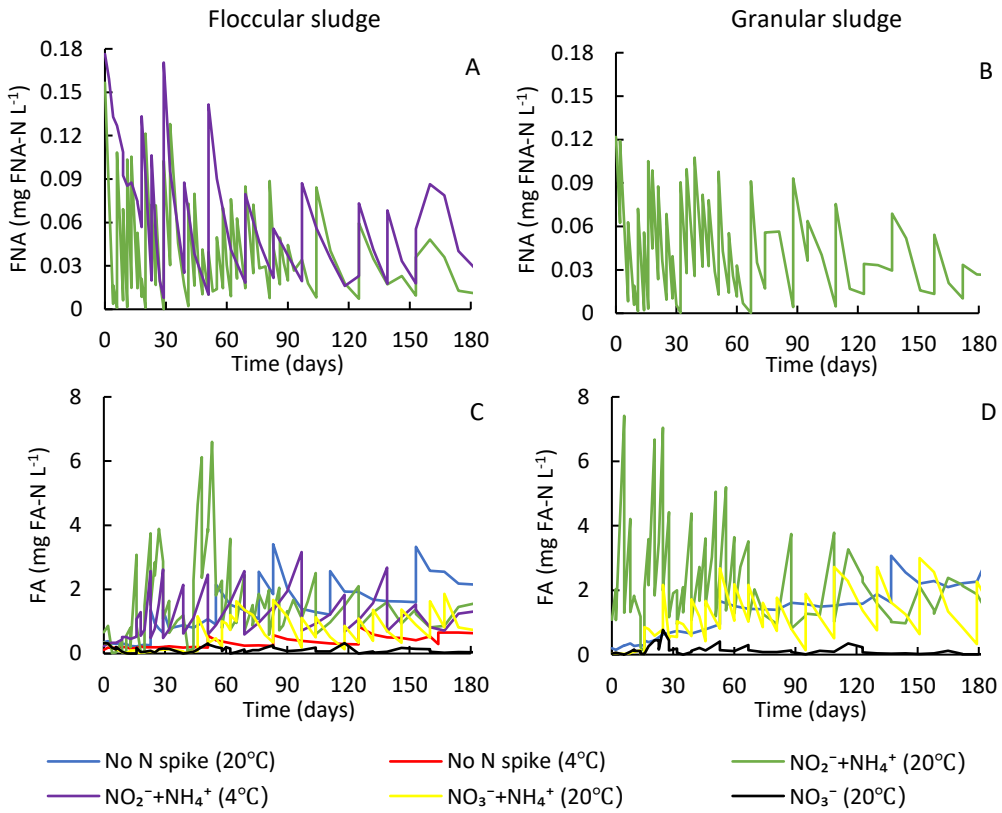 Floccular sludge
Granular sludge
A
FNA (mg FNA-N L⁻¹)
0.18
0.15
0.12
0.09
0.06
0.03
0
0 30 60 90 120 150 180
Time (days)
B
FNA (mg FNA-N L⁻¹)
0.18
0.15
0.12
0.09
0.06
0.03
0
0 30 60 90 120 150 180
Time (days)
C
FA (mg FA-N L⁻¹)
8
6
4
2
0
0 30 60 90 120 150 180
Time (days)
D
FA (mg FA-N L⁻¹)
8
6
4
2
0
0 30 60 90 120 150 180
Time (days)
No N spike (20℃)
No N spike (4℃)
NO₂⁻+NH₄⁺ (20℃)
NO₂⁻+NH₄⁺ (4℃)
NO₃⁻+NH₄⁺ (20℃)
NO₃⁻ (20℃)